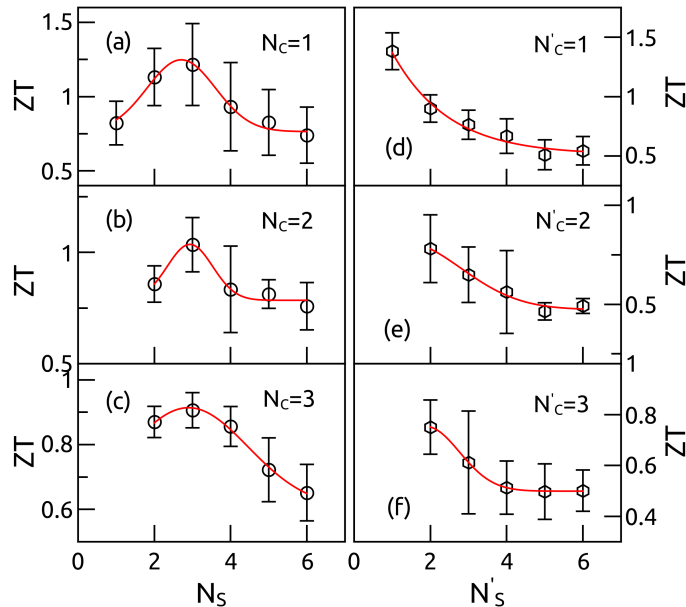 1.5
(a)
N_C=1
N'_C=1
1.5
ZT
1
1
ZT
(d)
0.5
0.5
(b)
N_C=2
N'_C=2
1
ZT
1
0.5
ZT
(e)
0.5
1
1
(c)
N_C=3
N'_C=3
0.8
0.8
ZT
ZT
0.6
0.6
(f)
0.4
0
2
4
6
0
2
4
6
N_S
N'_S